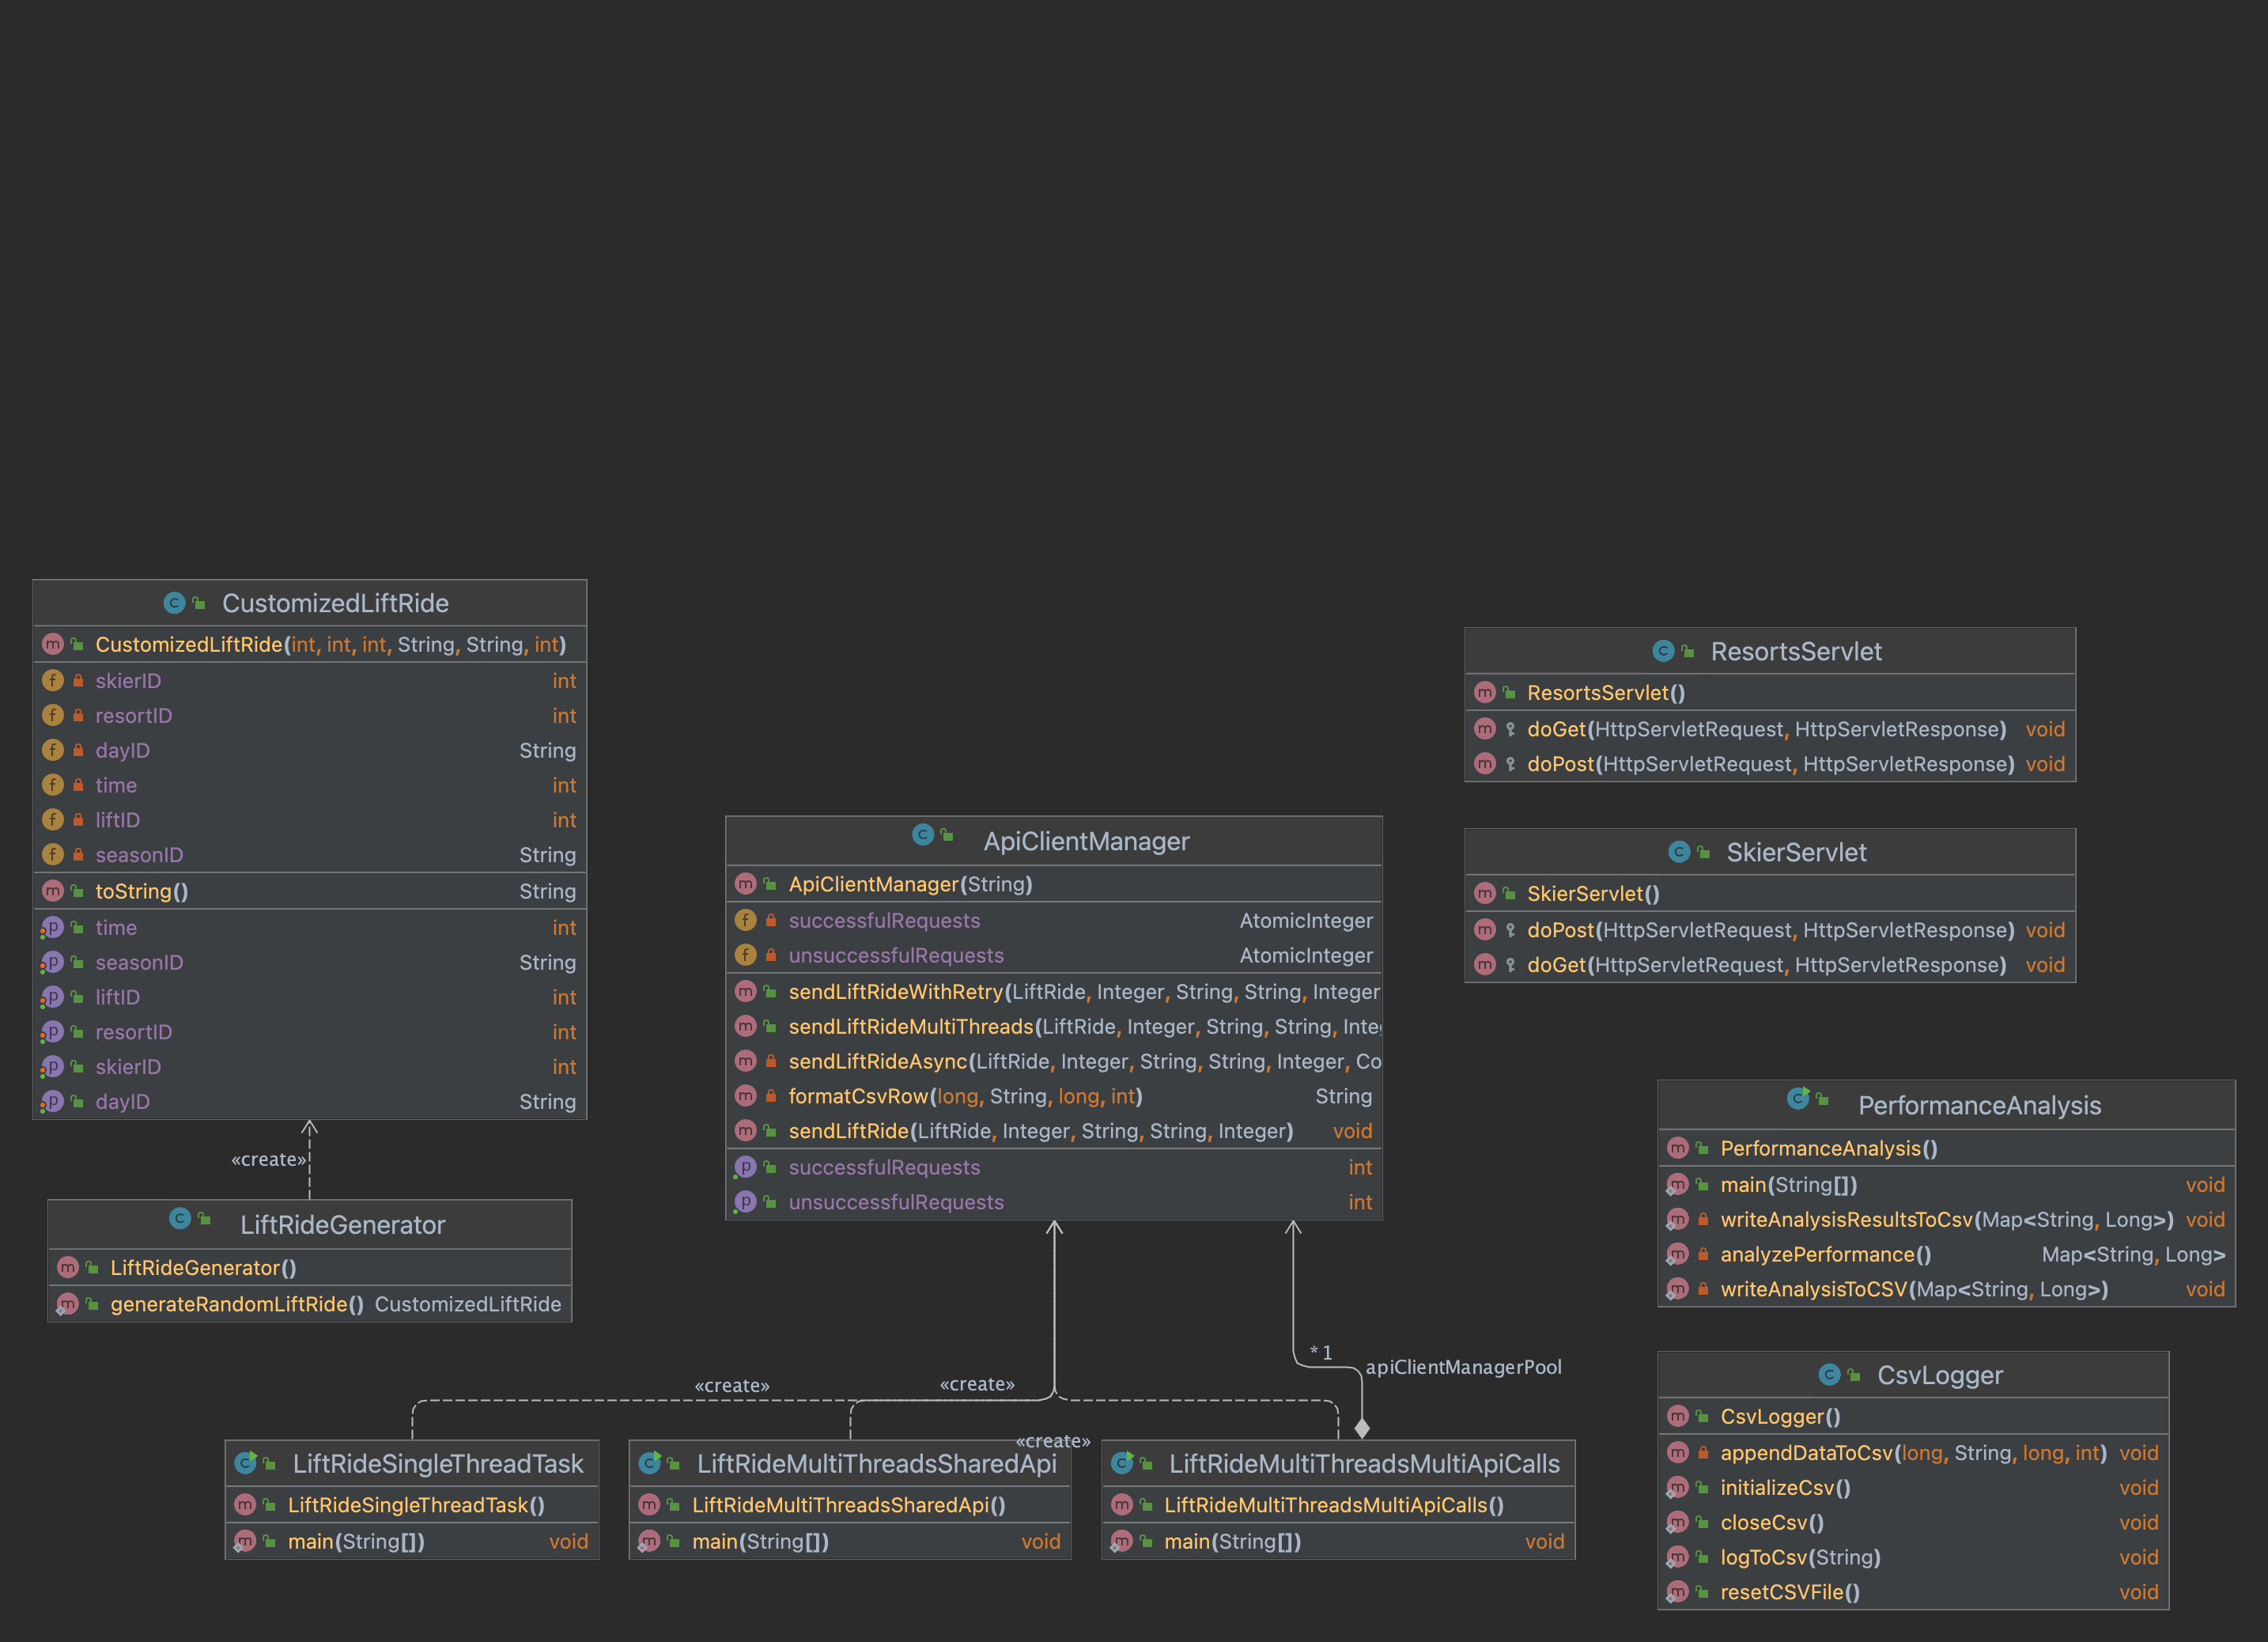 CustomizedLiftRide
CustomizedLiftRide(int, int, int, String, String, int)
skierID int
resortID int
dayID String
time int
liftID int
seasonID String
toString() String
time int
seasonID String
liftID int
resortID int
skierID int
dayID String
«create»
LiftRideGenerator
LiftRideGenerator()
generateRandomLiftRide() CustomizedLiftRide
ApiClientManager
ApiClientManager(String)
successfulRequests AtomicInteger
unsuccessfulRequests AtomicInteger
sendLiftRideWithRetry(LiftRide, Integer, String, String, Integer
sendLiftRideMultiThreads(LiftRide, Integer, String, String, Inte
sendLiftRideAsync(LiftRide, Integer, String, String, Integer, Co
formatCsvRow(long, String, long, int) String
sendLiftRide(LiftRide, Integer, String, String, Integer) void
successfulRequests int
unsuccessfulRequests int
* 1
apiClientManagerPool
«create»
«create»
«create»
LiftRideSingleThreadTask
LiftRideSingleThreadTask()
main(String[]) void
LiftRideMultiThreadsSharedApi
LiftRideMultiThreadsSharedApi()
main(String[]) void
LiftRideMultiThreadsMultiApiCalls
LiftRideMultiThreadsMultiApiCalls()
main(String[]) void
ResortsServlet
ResortsServlet()
doGet(HttpServletRequest, HttpServletResponse) void
doPost(HttpServletRequest, HttpServletResponse) void
SkierServlet
SkierServlet()
doPost(HttpServletRequest, HttpServletResponse) void
doGet(HttpServletRequest, HttpServletResponse) void
PerformanceAnalysis
PerformanceAnalysis()
main(String[]) void
writeAnalysisResultsToCsv(Map<String, Long>) void
analyzePerformance() Map<String, Long>
writeAnalysisToCSV(Map<String, Long>) void
CsvLogger
CsvLogger()
appendDataToCsv(long, String, long, int) void
initializeCsv() void
closeCsv() void
logToCsv(String) void
resetCSVFile() void